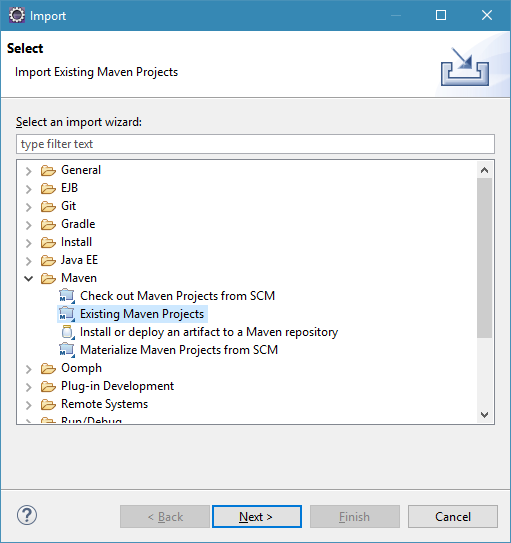 Import
Select
Import Existing Maven Projects
Select an import wizard:
type filter text
General
EJB
Git
Gradle
Install
Java EE
Maven
Check out Maven Projects from SCM
Existing Maven Projects
Install or deploy an artifact to a Maven repository
Materialize Maven Projects from SCM
Oomph
Plug-in Development
Remote Systems
Run/Debug
< Back
Next >
Finish
Cancel